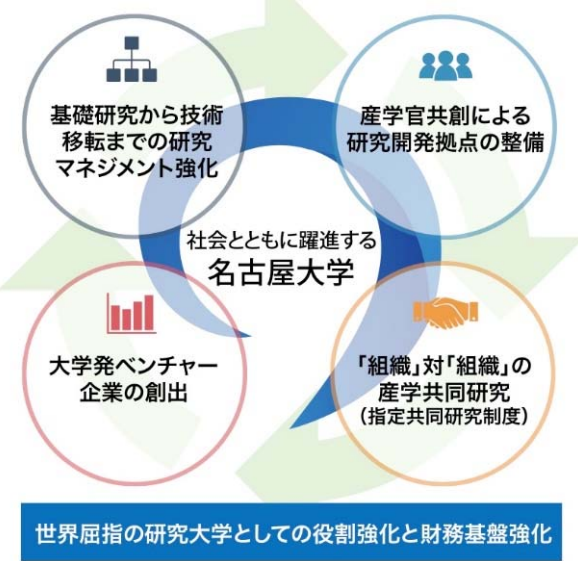 基礎研究から技術
移転までの研究
マネジメント強化
産学官共創による
研究開発拠点の整備
社会とともに躍進する
名古屋大学
大学発ベンチャー
企業の創出
「組織」対「組織」の
産学共同研究
（指定共同研究制度）
世界屈指の研究大学としての役割強化と財務基盤強化